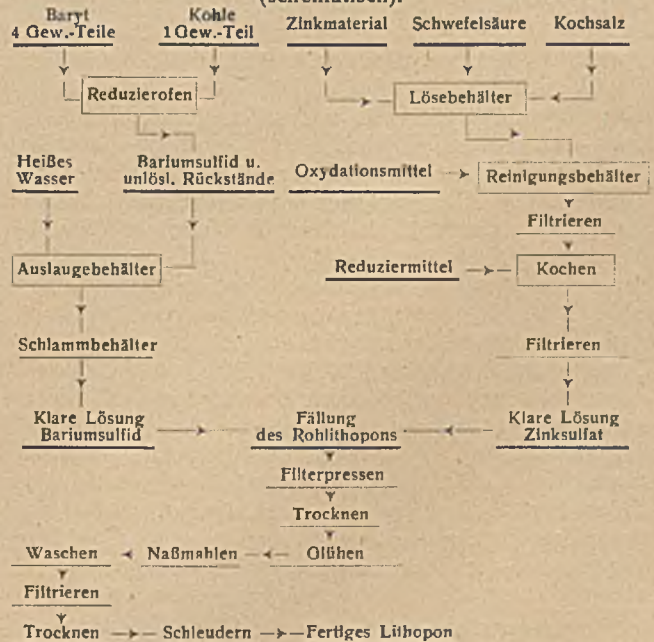 (schematisch).
Baryt
4 Gew.-Teile
Kohle
1 Gew.-Teil
Zinkmaterial
Schwefelsäure
Kochsalz
Reduzierofen
Lösebehälter
Heißes
Wasser
Bariumsulfid u.
unlösl. Rückstände
Oxydationsmittel
Reinigungsbehälter
Filtrieren
Auslaugebehälter
Reduziermittel
Kochen
Schlammbehälter
Filtrieren
Klare Lösung
Bariumsulfid
Fällung
des Rohlithopons
Klare Lösung
Zinksulfat
Filterpressen
Trocknen
Waschen
Naßmahlen
Glühen
Filtrieren
Trocknen
Schleudern
Fertiges Lithopon